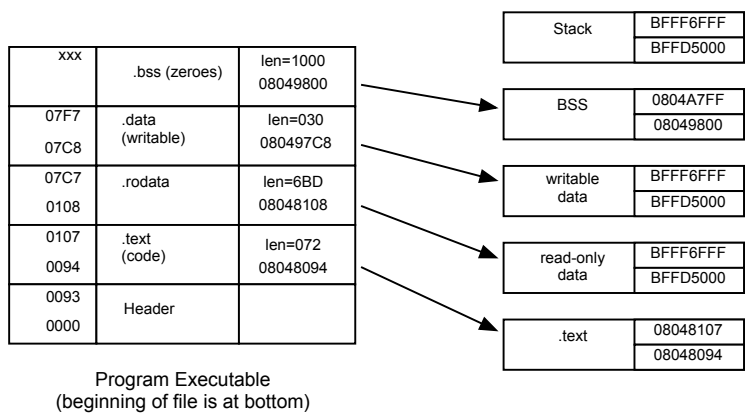 xxx
.bss (zeroes)
len=1000
08049800
07F7
07C8
.data
(writable)
len=030
080497C8
07C7
0108
.rodata
len=6BD
08048108
0107
0094
.text
(code)
len=072
08048094
0093
0000
Header
Program Executable
(beginning of file is at bottom)
Stack
BFFF6FFF
BFFD5000
BSS
0804A7FF
08049800
writable
data
BFFF6FFF
BFFD5000
read-only
data
BFFF6FFF
BFFD5000
.text
08048107
08048094